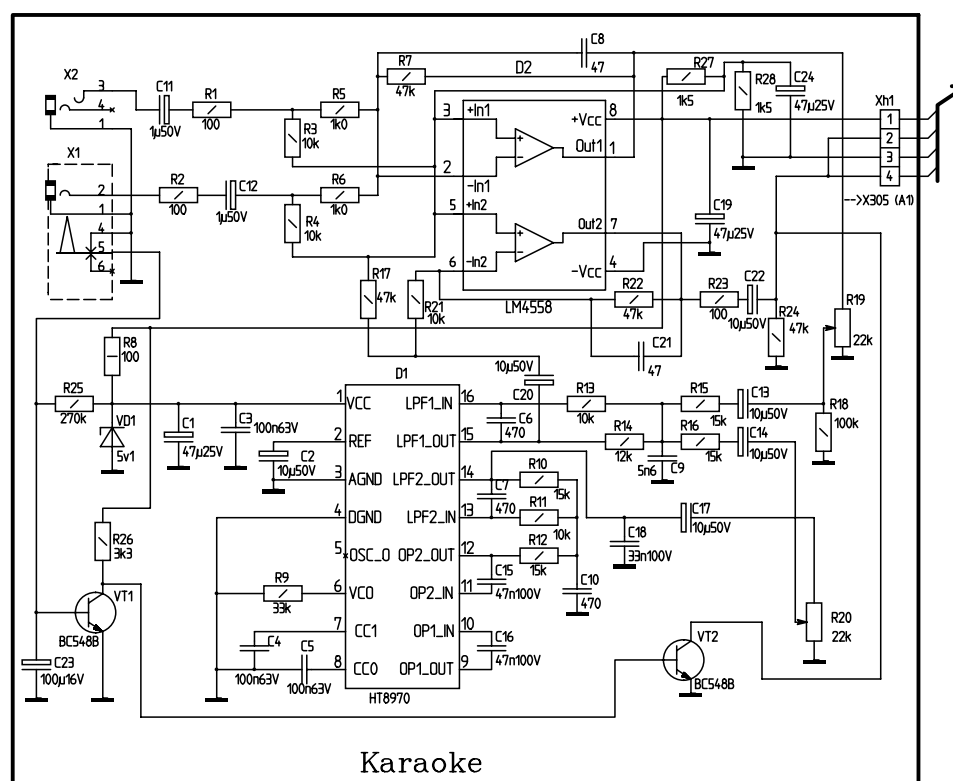 X2
3
4
1
C11
1µ50V
R1
100
R3
10k
R5
1k0
R7
47k
C8
47
D2
R27
1k5
R28
1k5
C24
47µ25V
Xh1
1
2
3
4
-->X305 (A1)
X1
2
1
4
5
6
R2
100
C12
1µ50V
R4
10k
R6
1k0
3
+In1
2
-In1
5
+In2
6
-In2
+Vcc
8
Out1
1
Out2
7
-Vcc
4
LM4558
C19
47µ25V
R17
47k
R21
10k
R22
47k
C21
47
R23
100
C22
10µ50V
R24
47k
R19
22k
R8
100
R25
270k
VD1
5v1
C1
47µ25V
C3
100n63V
C2
10µ50V
10µ50V
C20
D1
1
VCC
LPF1_IN
16
2
REF
LPF1_OUT
15
3
AGND
LPF2_OUT
14
4
DGND
LPF2_IN
13
5
OSC_O
OP2_OUT
12
6
VCO
OP2_IN
11
7
CC1
OP1_IN
10
8
CC0
OP1_OUT
9
HT8970
C6
470
R13
10k
R14
12k
R15
15k
R16
15k
C9
5n6
C13
10µ50V
C14
10µ50V
R18
100k
C7
470
R10
15k
R11
10k
R12
15k
C15
47n100V
C10
470
C16
47n100V
C18
33n100V
C17
10µ50V
R20
22k
R26
3k3
VT1
BC548B
C23
100µ16V
R9
33k
C4
100n63V
C5
100n63V
VT2
BC548B
Karaoke